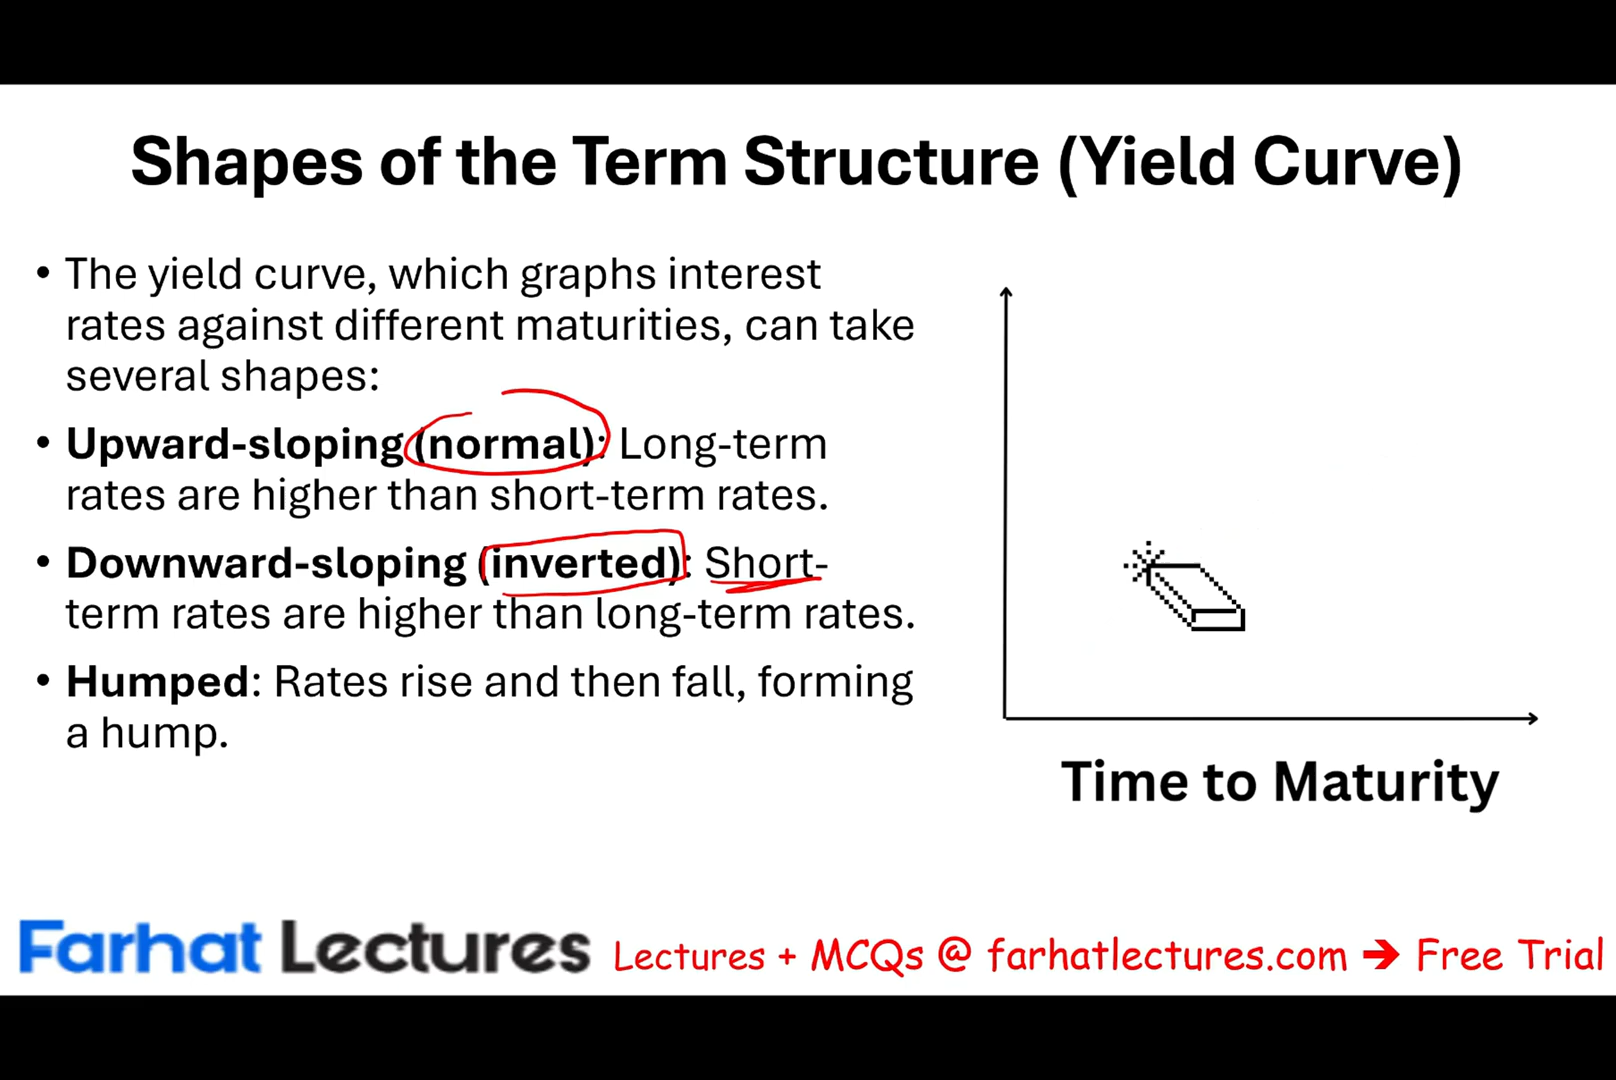 Shapes of the Term Structure (Yield Curve)
• The yield curve, which graphs interest
rates against different maturities, can take
several shapes:
• Upward-sloping (normal): Long-term
rates are higher than short-term rates.
• Downward-sloping (inverted): Short-
term rates are higher than long-term rates.
• Humped: Rates rise and then fall, forming
a hump.
Time to Maturity
Farhat Lectures
Lectures + MCQs @ farhatlectures.com ➔ Free Trial